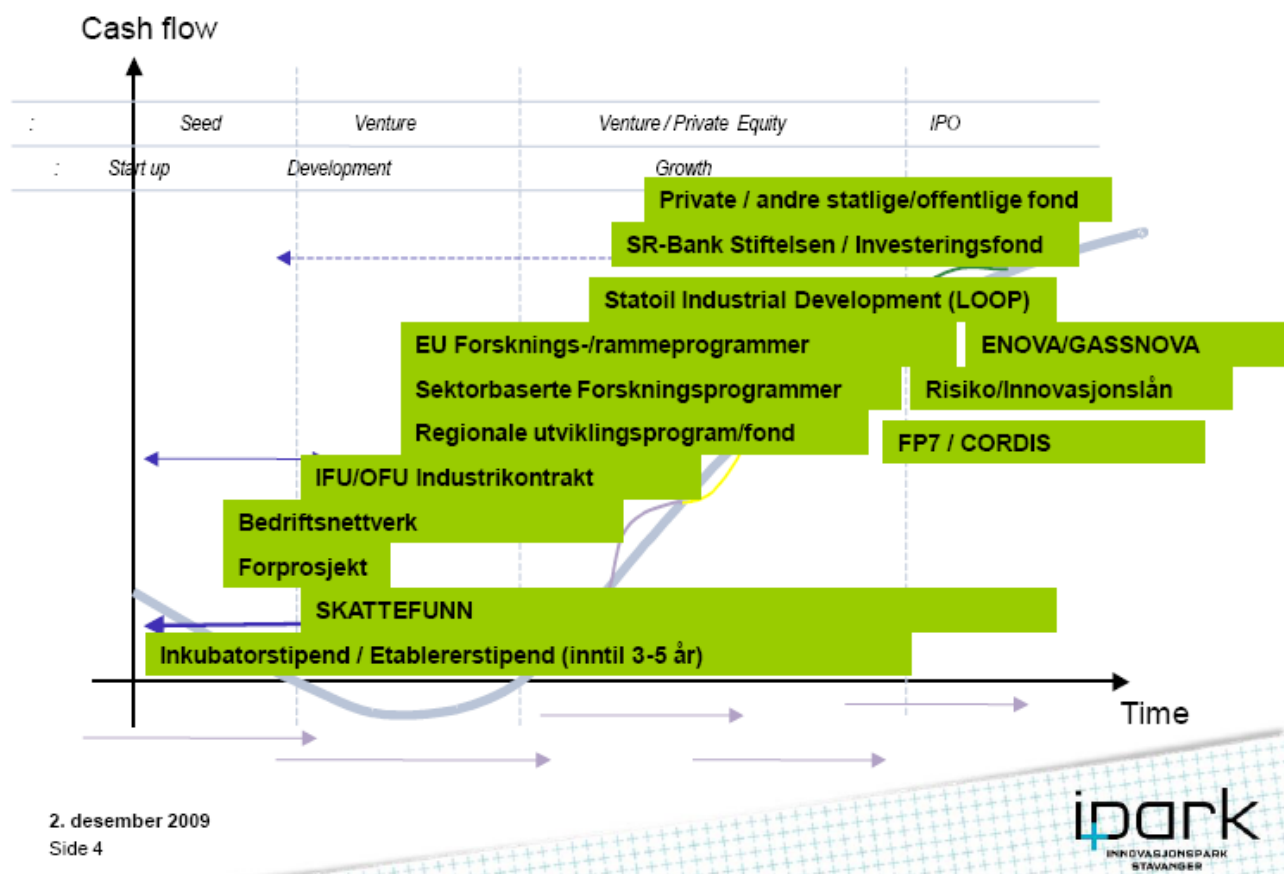 Cash flow
: Seed Venture Venture / Private Equity IPO
: Start up Development Growth
Private / andre statlige/offentlige fond
SR-Bank Stiftelsen / Investeringsfond
Statoil Industrial Development (LOOP)
EU Forsknings-/rammeprogrammer ENOVA/GASSNOVA
Sektorbaserte Forskningsprogrammer Risiko/Innovasjonslån
Regionale utviklingsprogram/fond FP7 / CORDIS
IFU/OFU Industrikontrakt
Bedriftsnettverk
Forprosjekt
SKATTEFUNN
Inkubatorstipend / Etablererstipend (inntil 3-5 år)
Time
2. desember 2009
Side 4
ipark
INNOVASJONSPARK
STAVANGER